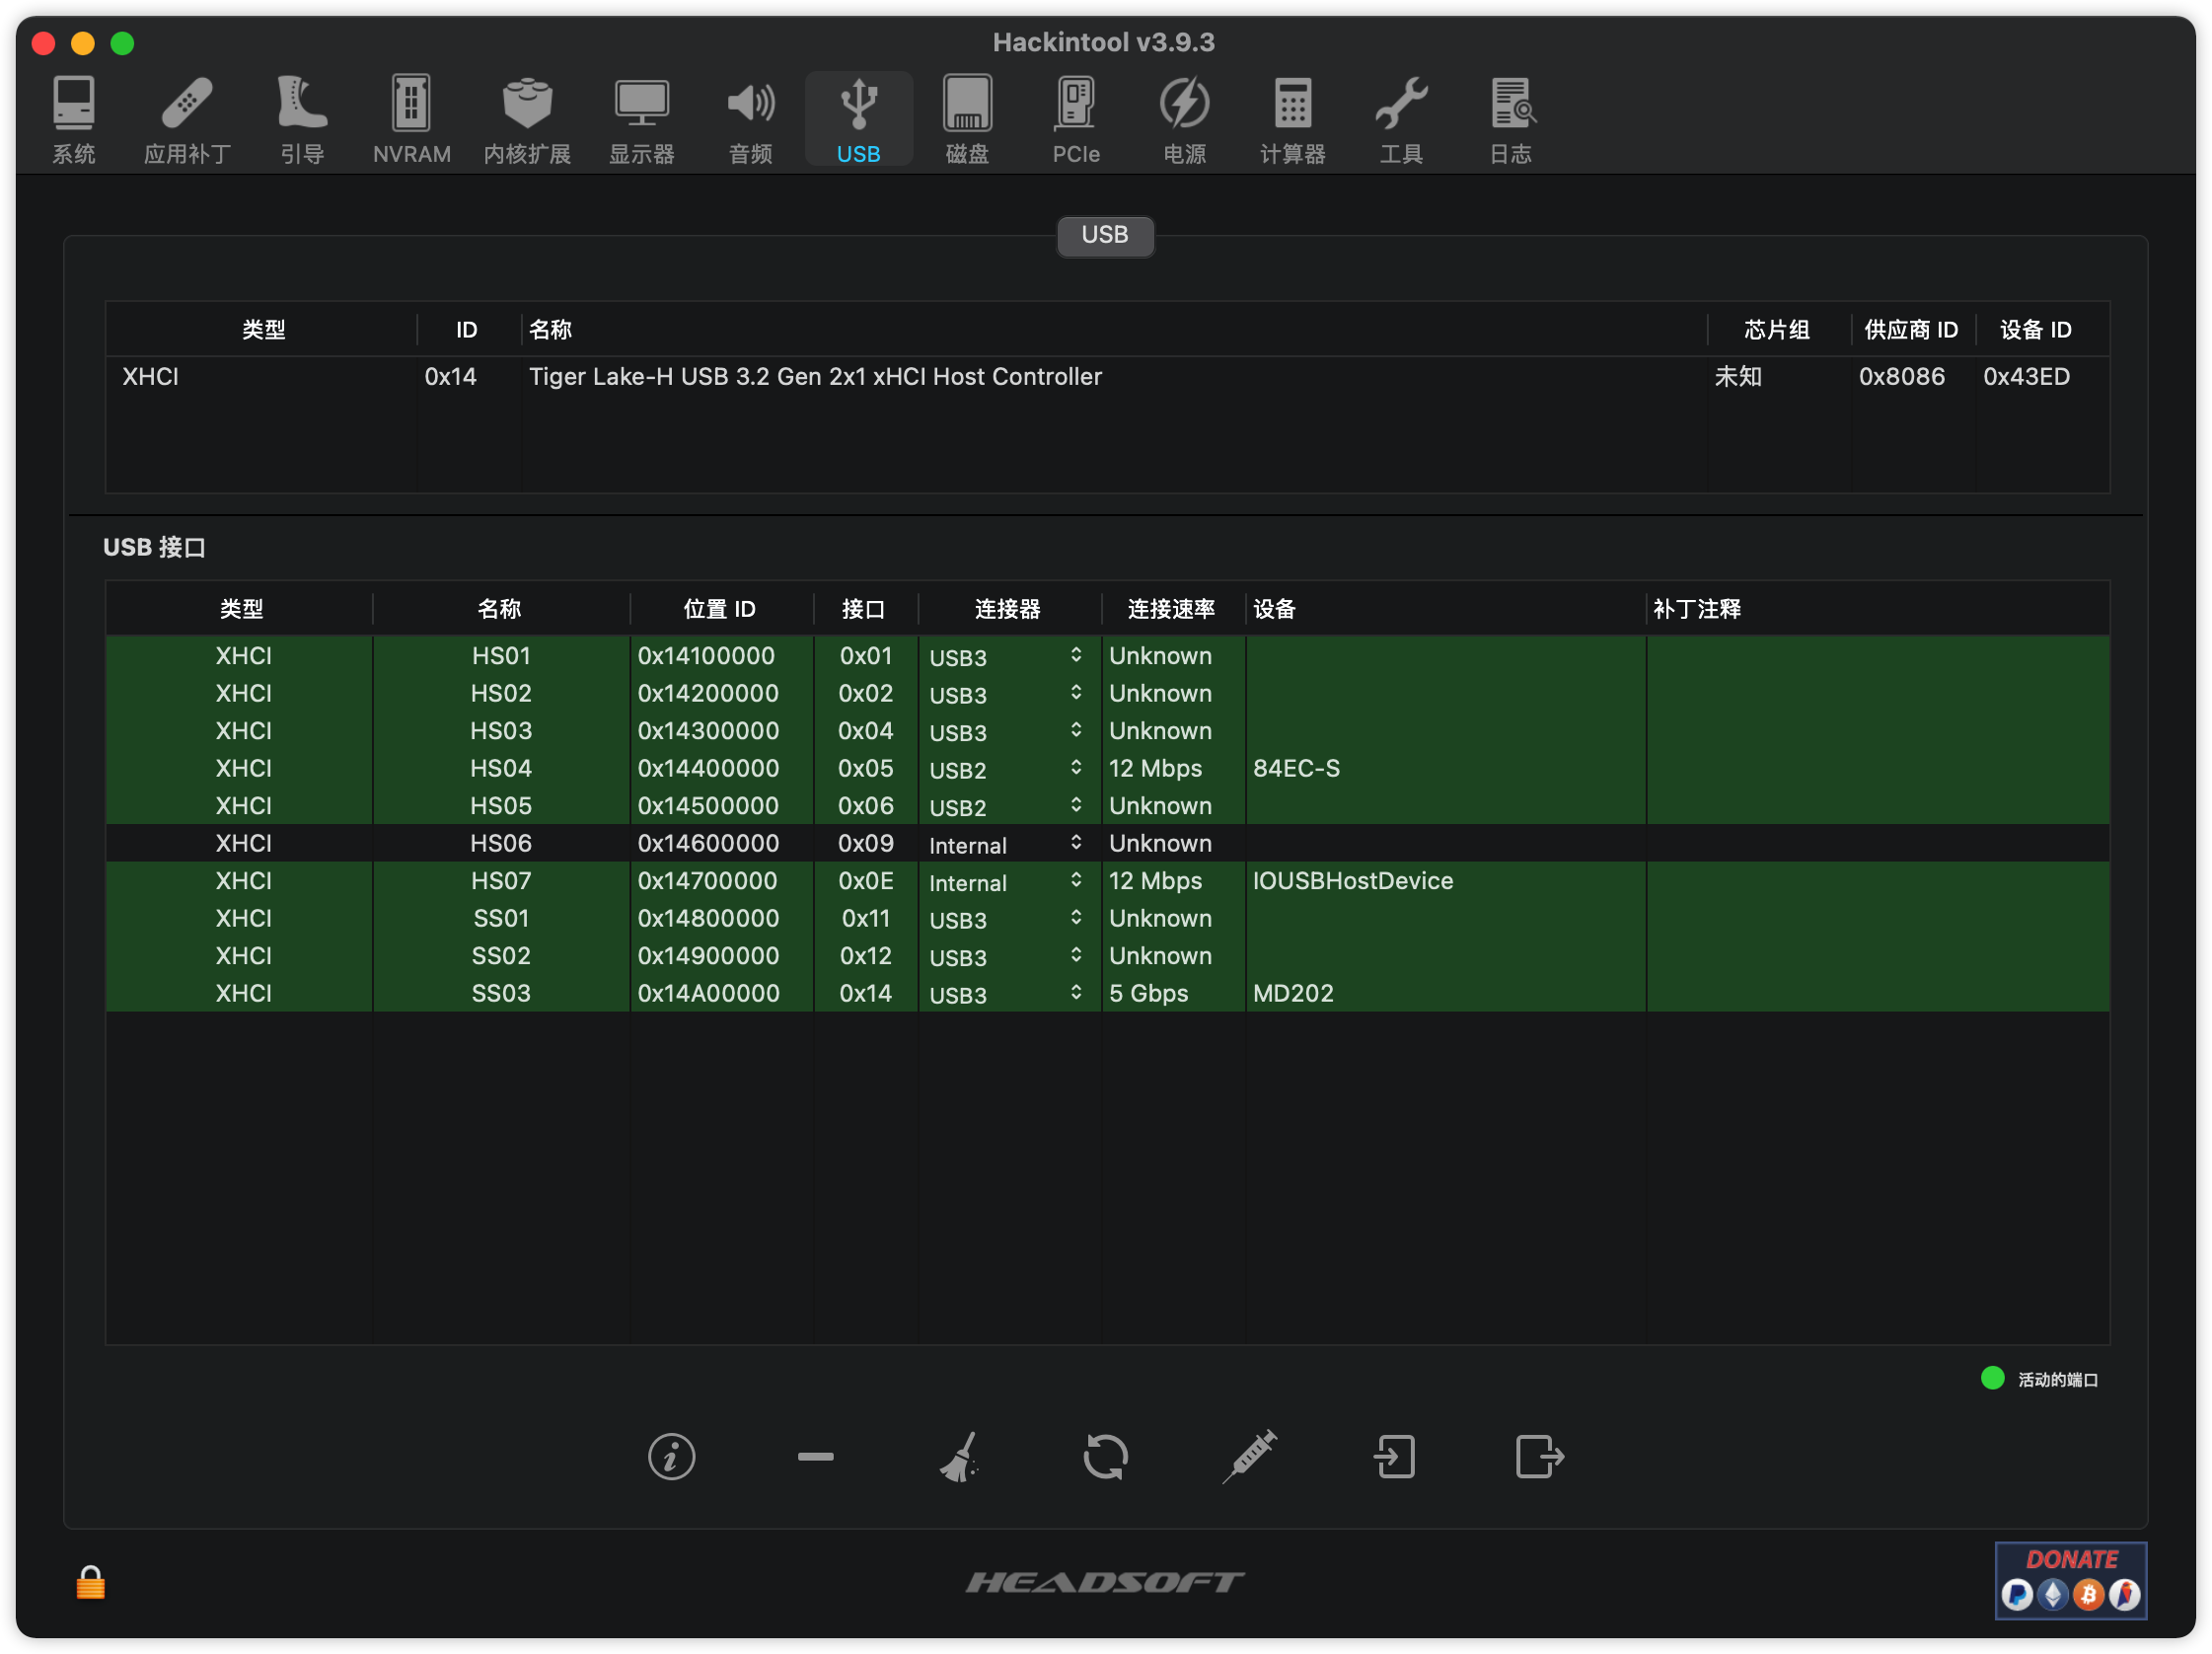 Hackintool v3.9.3
系统 应用补丁 引导 NVRAM 内核扩展 显示器 音频 USB 磁盘 PCIe 电源 计算器 工具 日志
USB
类型 ID 名称 芯片组 供应商 ID 设备 ID
XHCI 0x14 Tiger Lake-H USB 3.2 Gen 2x1 xHCI Host Controller 未知 0x8086 0x43ED
USB 接口
类型 名称 位置 ID 接口 连接器 连接速率 设备 补丁注释
XHCI HS01 0x14100000 0x01 USB3 Unknown
XHCI HS02 0x14200000 0x02 USB3 Unknown
XHCI HS03 0x14300000 0x04 USB3 Unknown
XHCI HS04 0x14400000 0x05 USB2 12 Mbps 84EC-S
XHCI HS05 0x14500000 0x06 USB2 Unknown
XHCI HS06 0x14600000 0x09 Internal Unknown
XHCI HS07 0x14700000 0x0E Internal 12 Mbps IOUSBHostDevice
XHCI SS01 0x14800000 0x11 USB3 Unknown
XHCI SS02 0x14900000 0x12 USB3 Unknown
XHCI SS03 0x14A00000 0x14 USB3 5 Gbps MD202
活动的端口
HEADSOFT
DONATE